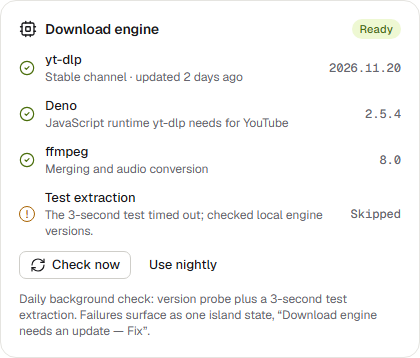 Download engine
Ready
yt-dlp
Stable channel · updated 2 days ago
2026.11.20
Deno
JavaScript runtime yt-dlp needs for YouTube
2.5.4
ffmpeg
Merging and audio conversion
8.0
Test extraction
The 3-second test timed out; checked local engine
versions.
Skipped
Check now
Use nightly
Daily background check: version probe plus a 3-second test
extraction. Failures surface as one island state, “Download engine
needs an update — Fix”.